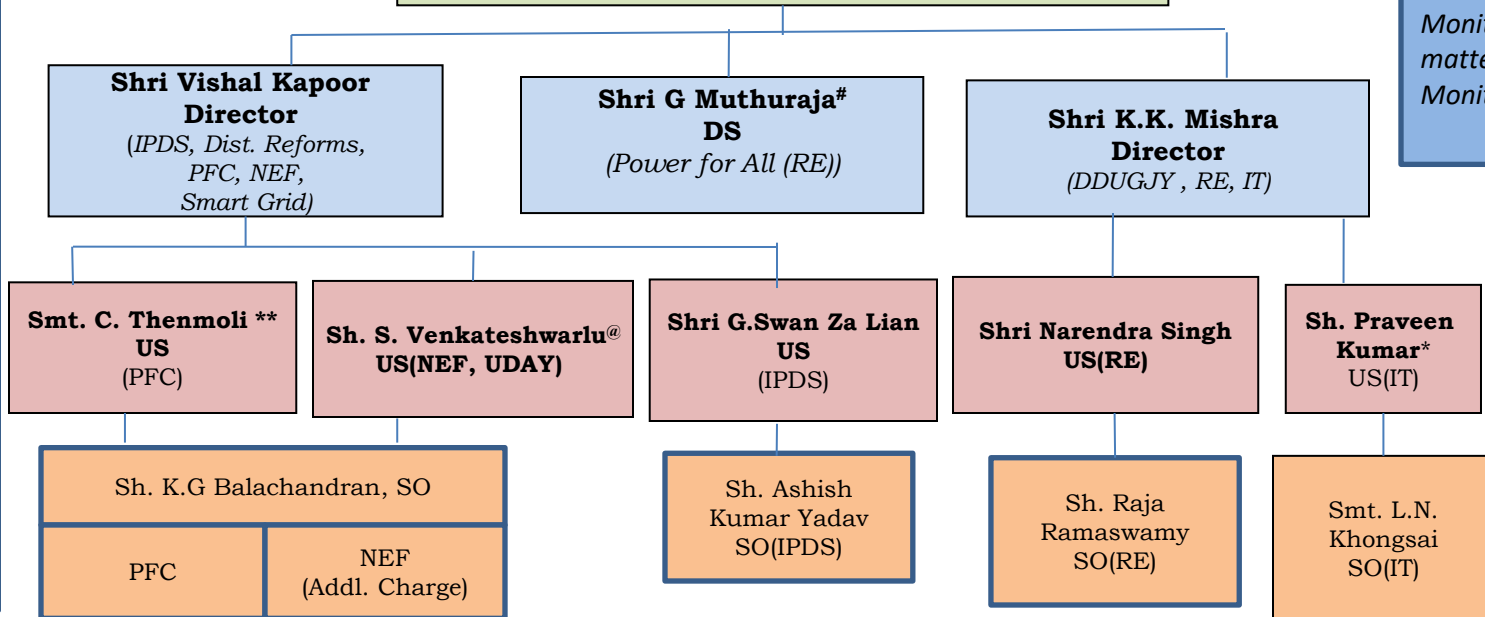 Shri Vishal Kapoor
Director
(IPDS, Dist. Reforms,
PFC, NEF,
Smart Grid)
Shri G Muthuraja#
DS
(Power for All (RE))
Shri K.K. Mishra
Director
(DDUGJY , RE, IT)
Smt. C. Thenmoli **
US
(PFC)
Sh. S. Venkateshwarlu@
US(NEF, UDAY)
Shri G.Swan Za Lian
US
(IPDS)
Shri Narendra Singh
US(RE)
Sh. Praveen
Kumar*
US(IT)
Sh. K.G Balachandran, SO
PFC
NEF
(Addl. Charge)
Sh. Ashish
Kumar Yadav
SO(IPDS)
Sh. Raja
Ramaswamy
SO(RE)
Smt. L.N.
Khongsai
SO(IT)